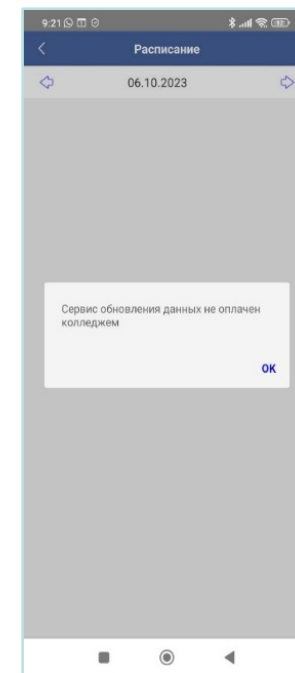 9:21
Расписание
06.10.2023
Сервис обновления данных не оплачен
колледжем
OK